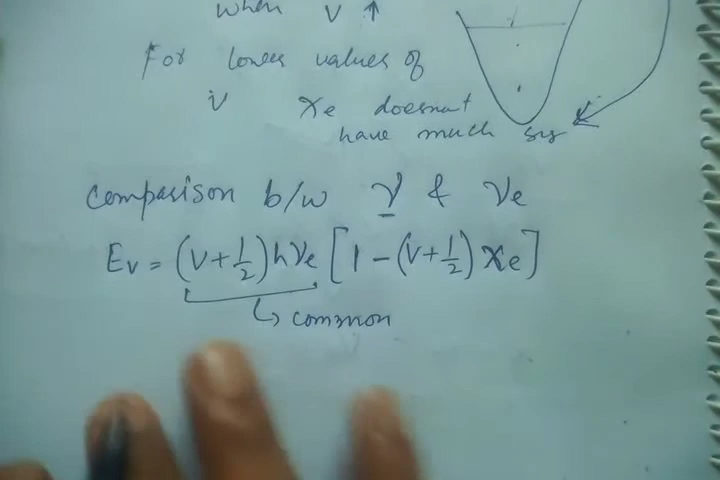 when v ↑
For lower values of
v xe doesnot
have much sig
Comparison b/w ν & νe
Ev = (v+1/2)hνe [1-(v+1/2)xe]
↳ common